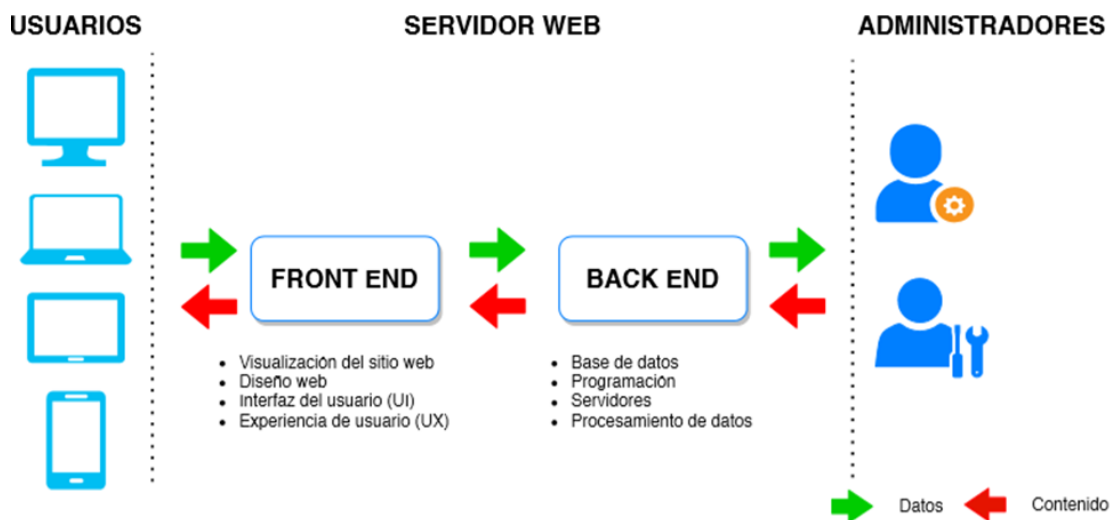 USUARIOS
SERVIDOR WEB
ADMINISTRADORES
FRONT END
BACK END
• Visualización del sitio web
• Diseño web
• Interfaz del usuario (UI)
• Experiencia de usuario (UX)
• Base de datos
• Programación
• Servidores
• Procesamiento de datos
Datos
Contenido